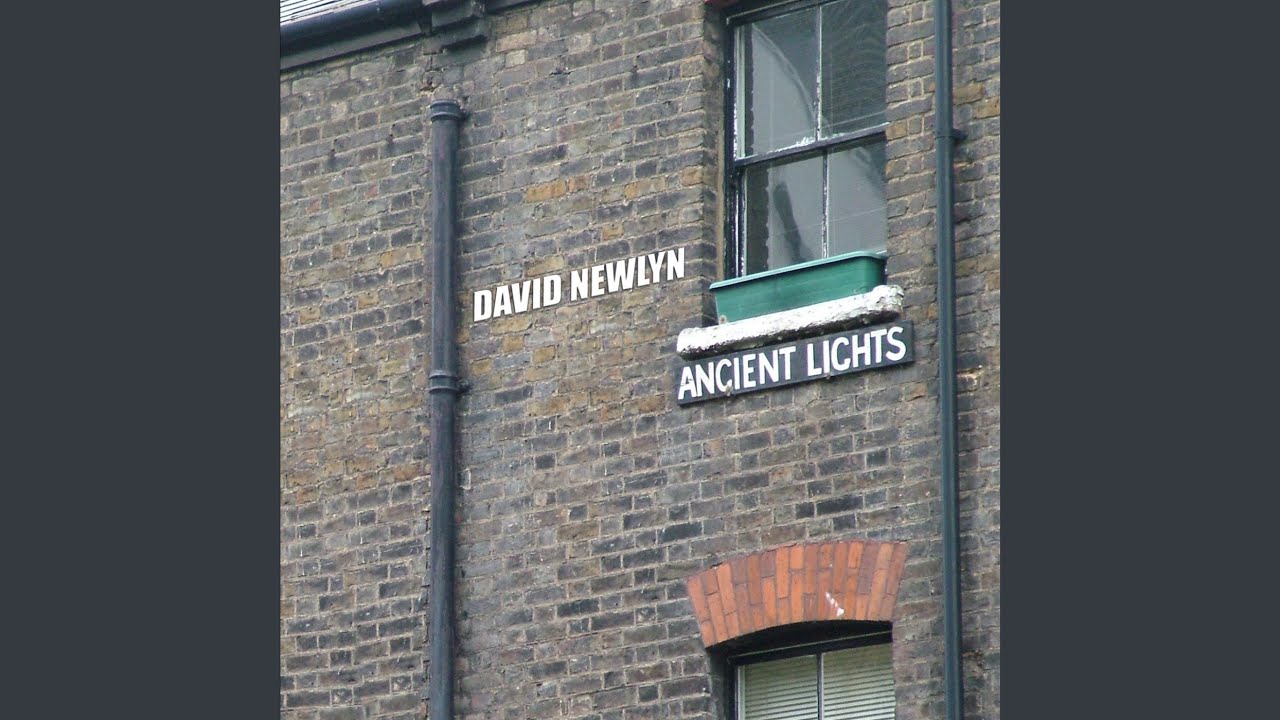 DAVID NEWLYN
ANCIENT LIGHTS